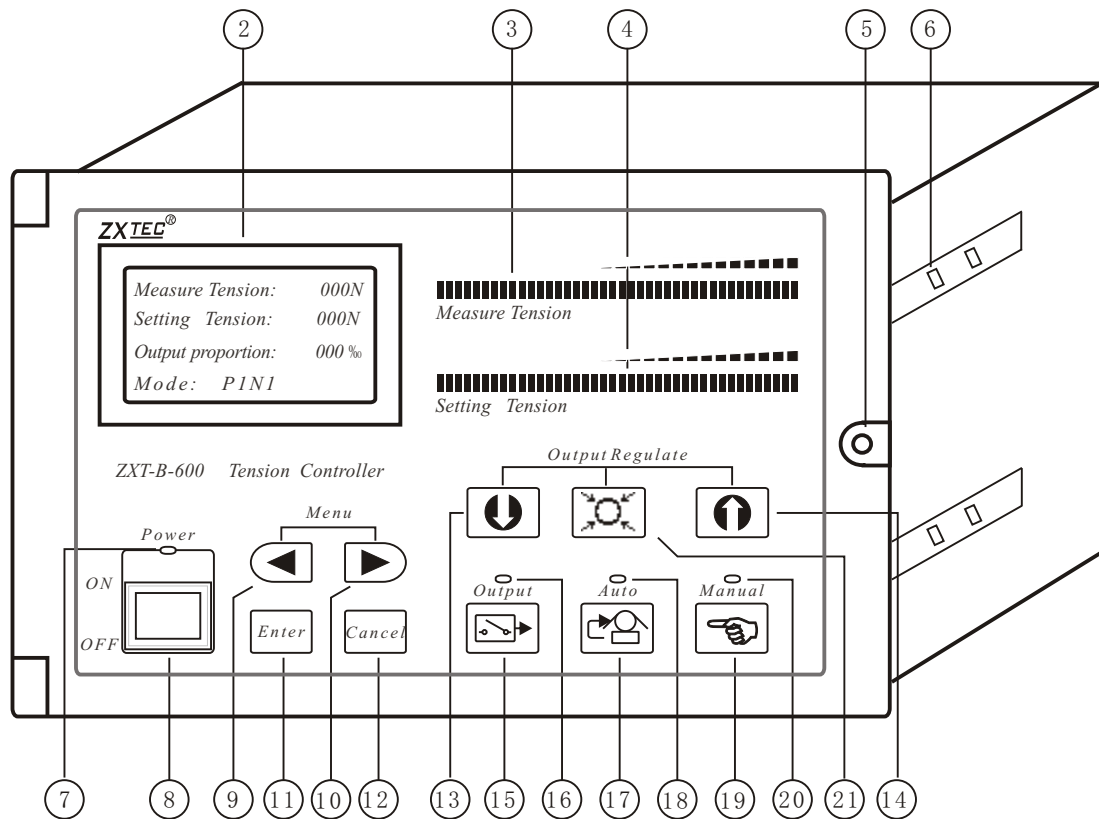 2 3 4 5 6
ZXTEC®
Measure Tension: 000N
Setting Tension: 000N
Output proportion: 000 ‰
Mode: P1N1
Measure Tension
Setting Tension
ZXT-B-600 Tension Controller
Output Regulate
Menu
Power
ON
OFF
Enter
Cancel
Output
Auto
Manual
7 8 9 11 10 12 13 15 16 17 18 19 20 21 14